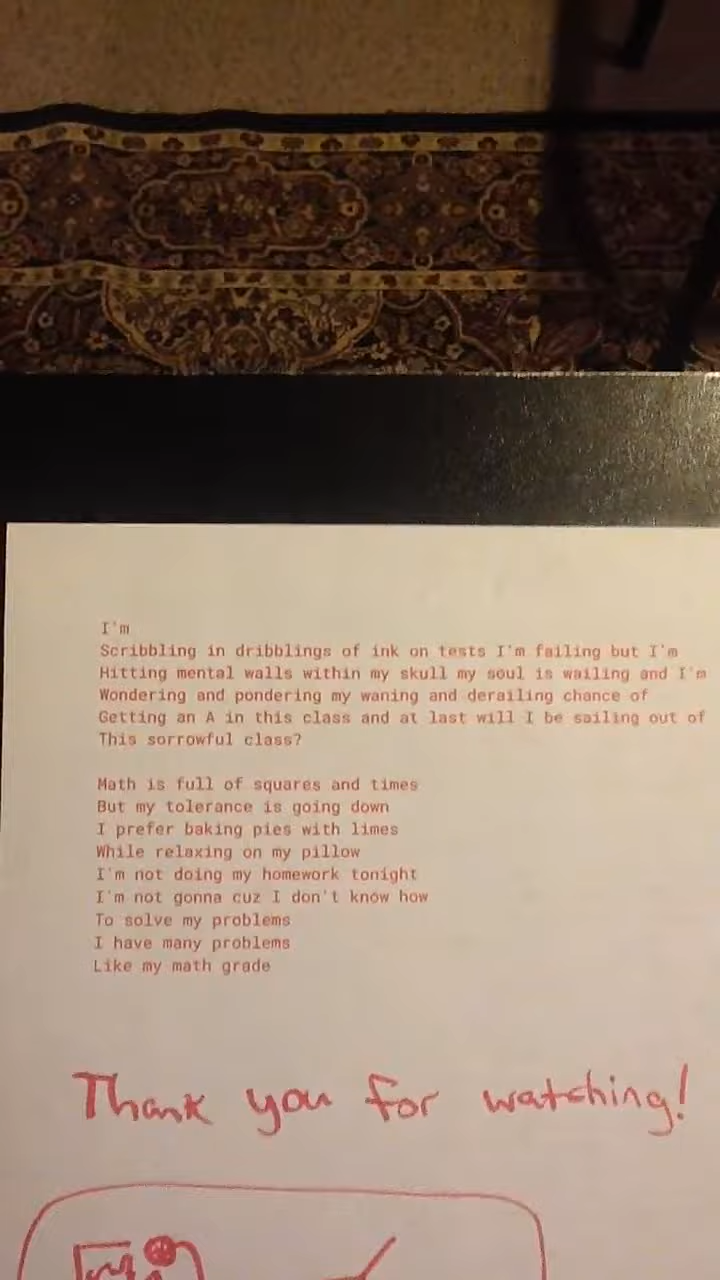 I'm
Scribbling in dribblings of ink on tests I'm failing but I'm
Hitting mental walls within my skull my soul is wailing and I'm
Wondering and pondering my waning and derailing chance of
Getting an A in this class and at last will I be sailing out of
This sorrowful class?
Math is full of squares and times
But my tolerance is going down
I prefer baking pies with limes
While relaxing on my pillow
I'm not doing my homework tonight
I'm not gonna cuz I don't know how
To solve my problems
I have many problems
Like my math grade
Thank you for watching!